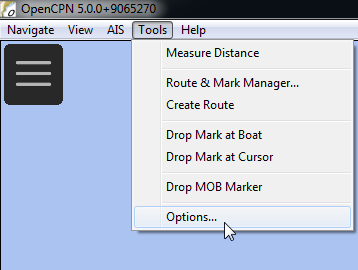 OpenCPN 5.0.0+9065270
Navigate View AIS Tools Help
Measure Distance
Route & Mark Manager...
Create Route
Drop Mark at Boat
Drop Mark at Cursor
Drop MOB Marker
Options...